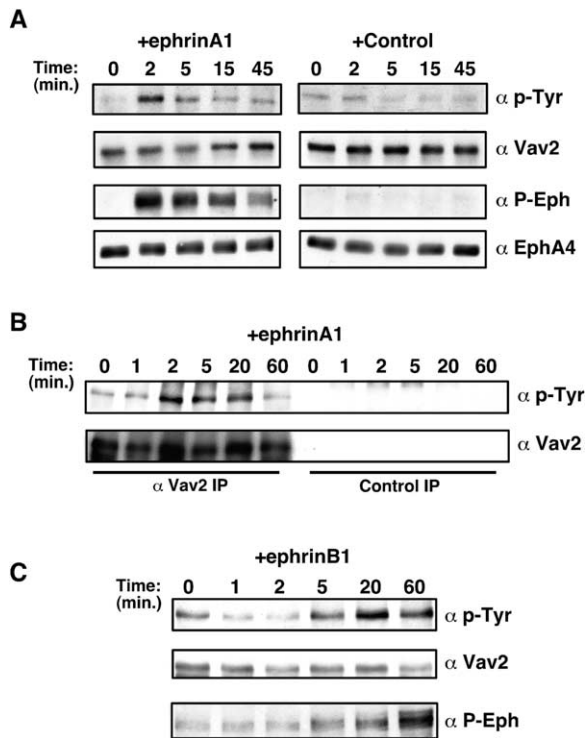 A
+ephrinA1 +Control
Time: 0 2 5 15 45 0 2 5 15 45
(min.)
α p-Tyr
α Vav2
α P-Eph
α EphA4
B
+ephrinA1
Time: 0 1 2 5 20 60 0 1 2 5 20 60
(min.)
α p-Tyr
α Vav2
α Vav2 IP Control IP
C
+ephrinB1
Time: 0 1 2 5 20 60
(min.)
α p-Tyr
α Vav2
α P-Eph